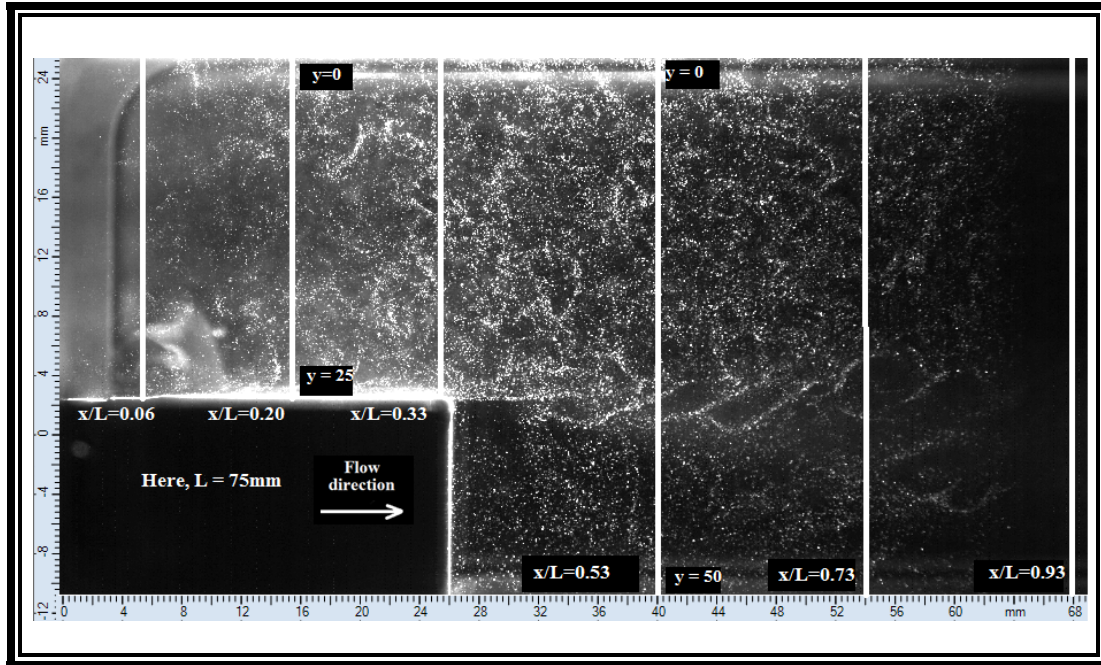 y=0
y = 0
24
mm
16
12
8
4
0
-4
-8
-12
y = 25
x/L=0.06
x/L=0.20
x/L=0.33
Here, L = 75mm
Flow
direction
x/L=0.53
y = 50
x/L=0.73
x/L=0.93
0 4 8 12 16 20 24 28 32 36 40 44 48 52 56 60 mm 68